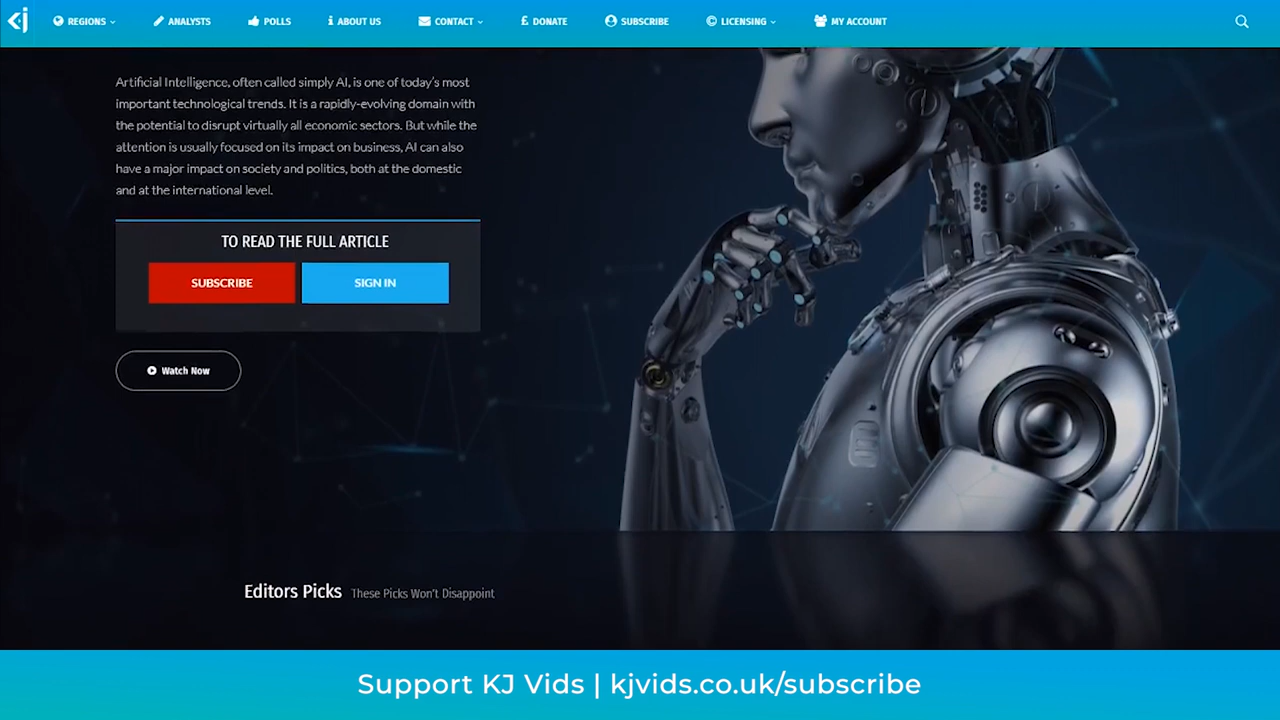 REGIONS
ANALYSTS
POLLS
ABOUT US
CONTACT
DONATE
SUBSCRIBE
LICENSING
MY ACCOUNT
Artificial Intelligence, often called simply AI, is one of today's most
important technological trends. It is a rapidly-evolving domain with
the potential to disrupt virtually all economic sectors. But while the
attention is usually focused on its impact on business, AI can also
have a major impact on society and politics, both at the domestic
and at the international level.
TO READ THE FULL ARTICLE
SUBSCRIBE
SIGN IN
Watch Now
Editors Picks These Picks Won't Disappoint
Support KJ Vids | kjvids.co.uk/subscribe